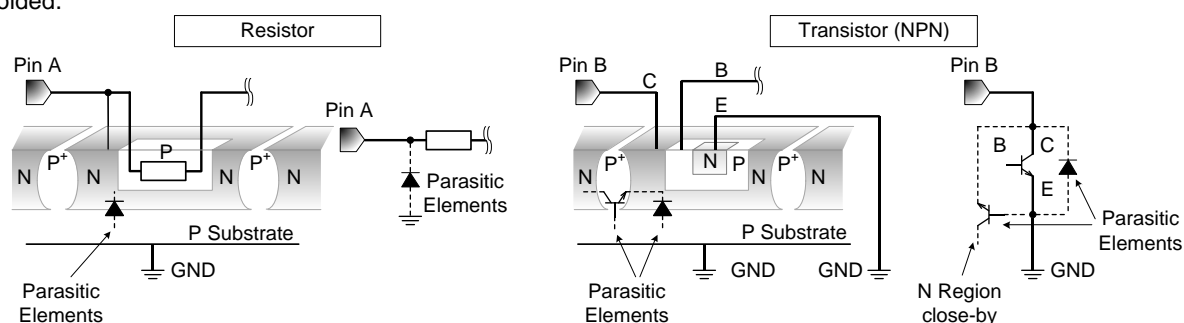 olded.
Resistor
Transistor (NPN)
Pin A
Pin A
P
N
P+
N
N
P+
N
Parasitic
Elements
P Substrate
GND
Parasitic
Elements
Pin B
C
B
E
N
P+
N
N
P
N
P+
N
P Substrate
GND
GND
Parasitic
Elements
Pin B
B
C
E
Parasitic
Elements
GND
N Region
close-by